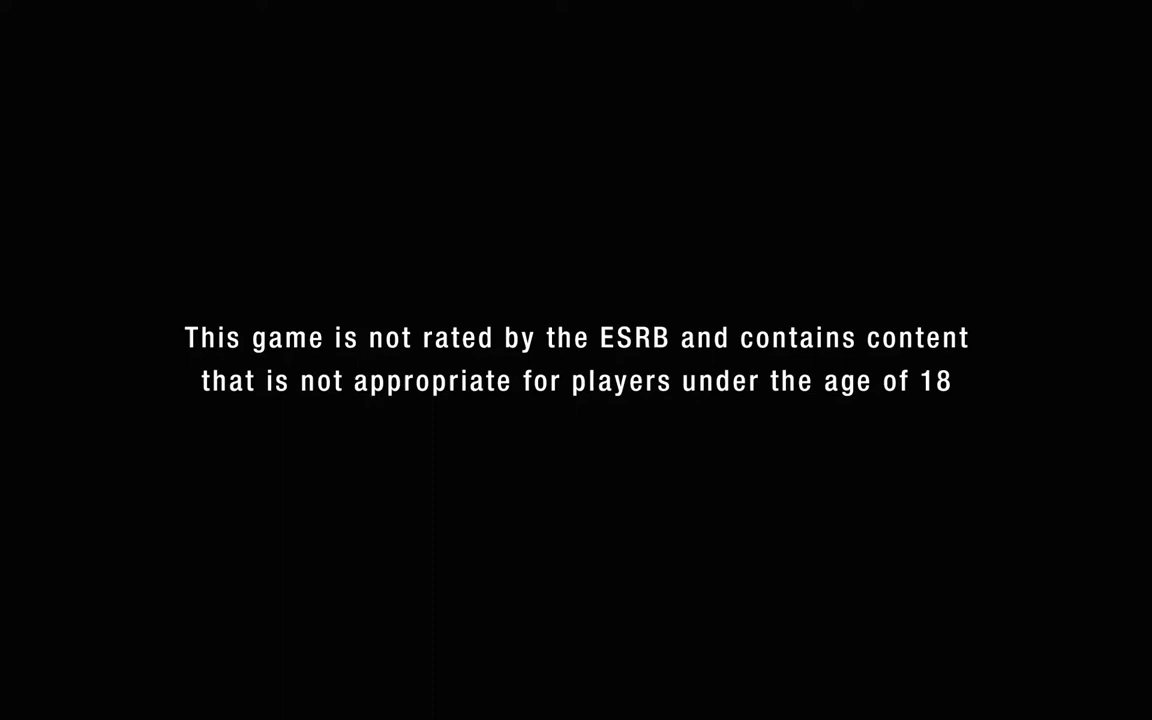 This game is not rated by the ESRB and contains content
that is not appropriate for players under the age of 18